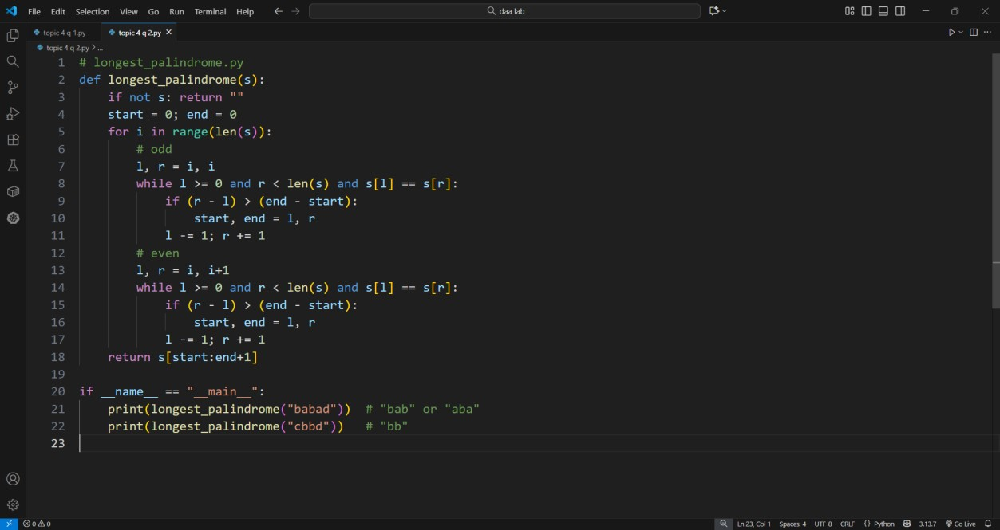 File Edit Selection View Go Run Terminal Help daa lab
topic 4 q 1.py topic 4 q 2.py
topic 4 q 2.py > ...
1 # longest_palindrome.py
2 def longest_palindrome(s):
3     if not s: return ""
4     start = 0; end = 0
5     for i in range(len(s)):
6         # odd
7         l, r = i, i
8         while l >= 0 and r < len(s) and s[l] == s[r]:
9             if (r - l) > (end - start):
10                 start, end = l, r
11             l -= 1; r += 1
12         # even
13         l, r = i, i+1
14         while l >= 0 and r < len(s) and s[l] == s[r]:
15             if (r - l) > (end - start):
16                 start, end = l, r
17             l -= 1; r += 1
18     return s[start:end+1]
19
20 if __name__ == "__main__":
21     print(longest_palindrome("babad"))  # "bab" or "aba"
22     print(longest_palindrome("cbbd"))   # "bb"
23
0 0 Ln 23, Col 1 Spaces: 4 UTF-8 CRLF {} Python 3.13.7 Go Live